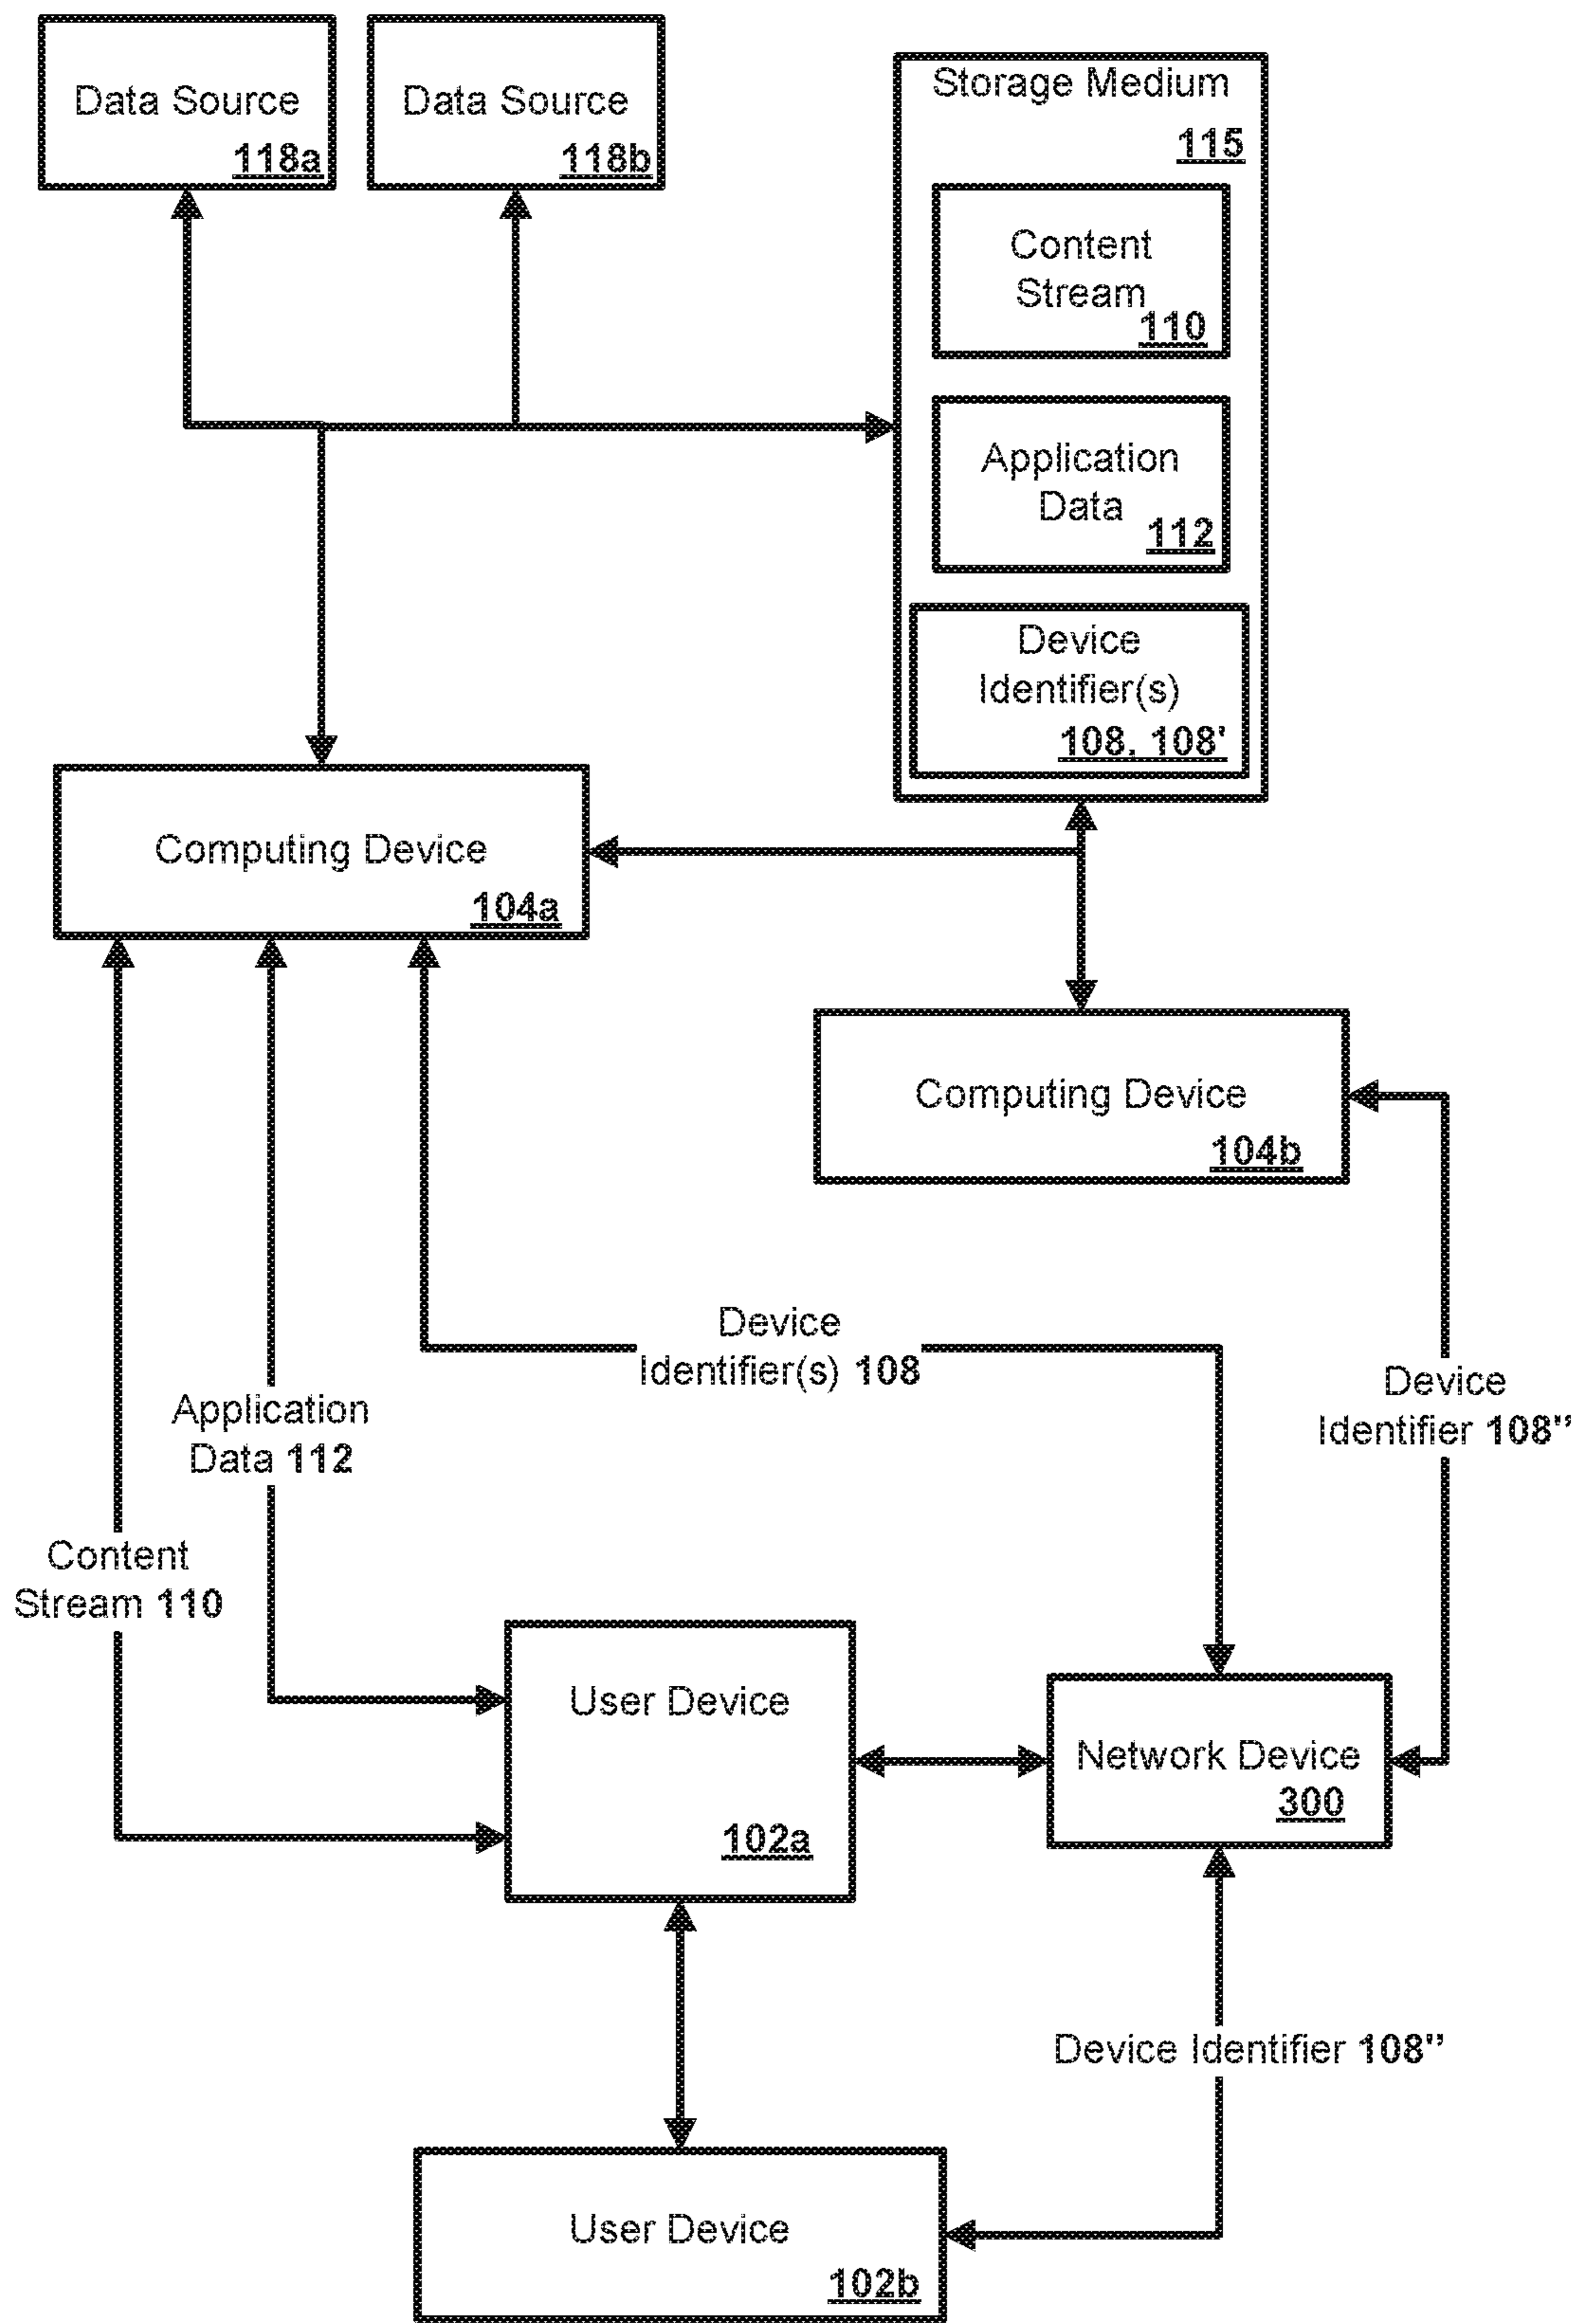 Data Source
118a
Data Source
118b
Storage Medium
115
Content
Stream
110
Application
Data
112
Device
Identifier(s)
108, 108'
Computing Device
104a
Computing Device
104b
Device
Identifier(s) 108
Device
Identifier 108''
Application
Data 112
Content
Stream 110
User Device
102a
Network Device
300
Device Identifier 108''
User Device
102b